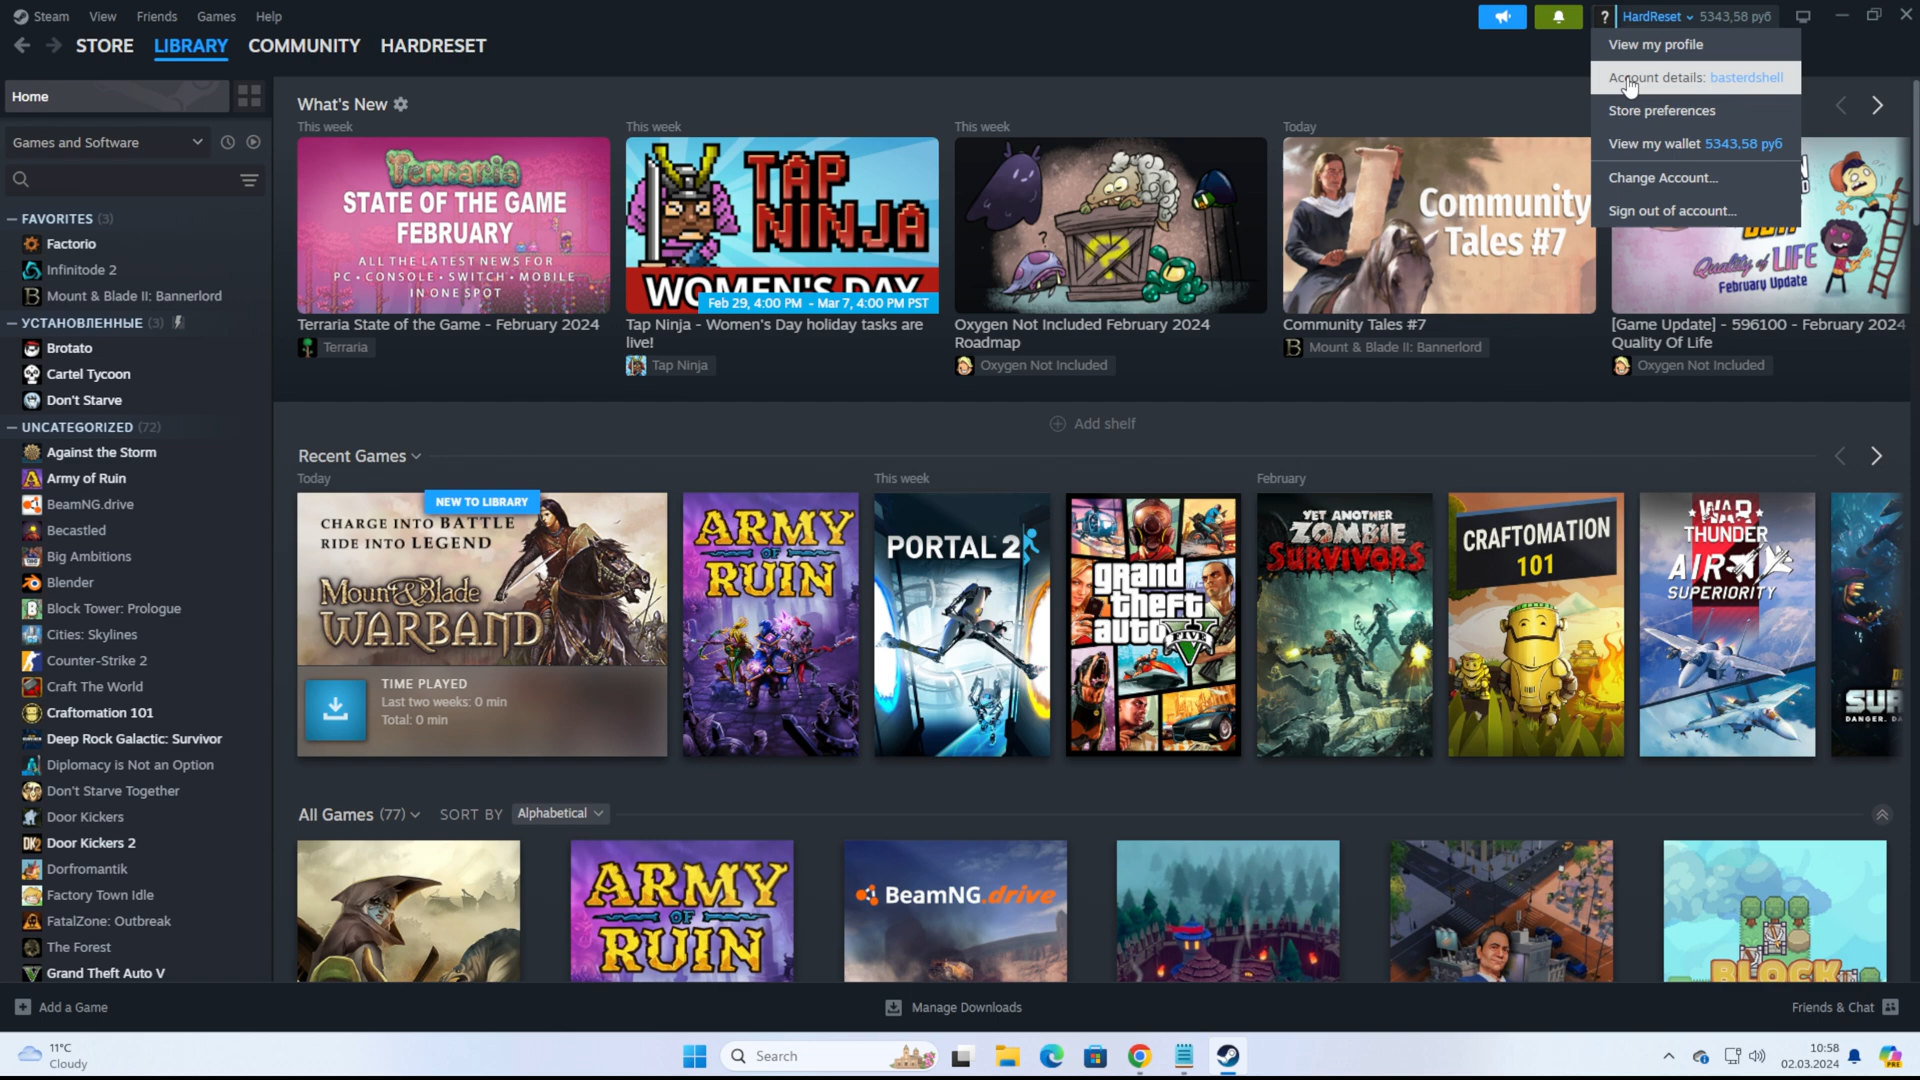 Steam View Friends Games Help
? HardReset 5343,58 руб
STORE LIBRARY COMMUNITY HARDRESET
View my profile
Account details: basterdshell
Store preferences
View my wallet 5343,58 руб
Change Account...
Sign out of account...
Home
Games and Software
FAVORITES (3)
Factorio
Infinitode 2
Mount & Blade II: Bannerlord
УСТАНОВЛЕННЫЕ (3)
Brotato
Cartel Tycoon
Don't Starve
UNCATEGORIZED (72)
Against the Storm
Army of Ruin
BeamNG.drive
Becastled
Big Ambitions
Blender
Block Tower: Prologue
Cities: Skylines
Counter-Strike 2
Craft The World
Craftomation 101
Deep Rock Galactic: Survivor
Diplomacy is Not an Option
Don't Starve Together
Door Kickers
Door Kickers 2
Dorfromantik
Factory Town Idle
FatalZone: Outbreak
The Forest
Grand Theft Auto V
What's New
This week
Terraria
STATE OF THE GAME
FEBRUARY
ALL THE LATEST NEWS FOR
PC • CONSOLE • SWITCH • MOBILE
IN ONE SPOT
Terraria State of the Game - February 2024
Terraria
This week
TAP
NINJA
WOMEN'S DAY
Feb 29, 4:00 PM - Mar 7, 4:00 PM PST
Tap Ninja - Women's Day holiday tasks are
live!
Tap Ninja
This week
Oxygen Not Included February 2024
Roadmap
Oxygen Not Included
Today
Community
Tales #7
Community Tales #7
Mount & Blade II: Bannerlord
Quality of LIFE
February Update
[Game Update] - 596100 - February 2024
Quality Of Life
Oxygen Not Included
Add shelf
Recent Games
Today
NEW TO LIBRARY
CHARGE INTO BATTLE
RIDE INTO LEGEND
Mount&Blade
WARBAND
TIME PLAYED
Last two weeks: 0 min
Total: 0 min
ARMY
OF
RUIN
This week
PORTAL 2
grand
theft
auto
FIVE
February
YET ANOTHER
ZOMBIE
SURVIVORS
CRAFTOMATION
101
WAR
THUNDER
AIR
SUPERIORITY
SUR
All Games (77) SORT BY Alphabetical
ARMY
OF
RUIN
BeamNG.drive
BLOCK
Add a Game
Manage Downloads
Friends & Chat
11°C
Cloudy
Search
10:58
02.03.2024
PRE